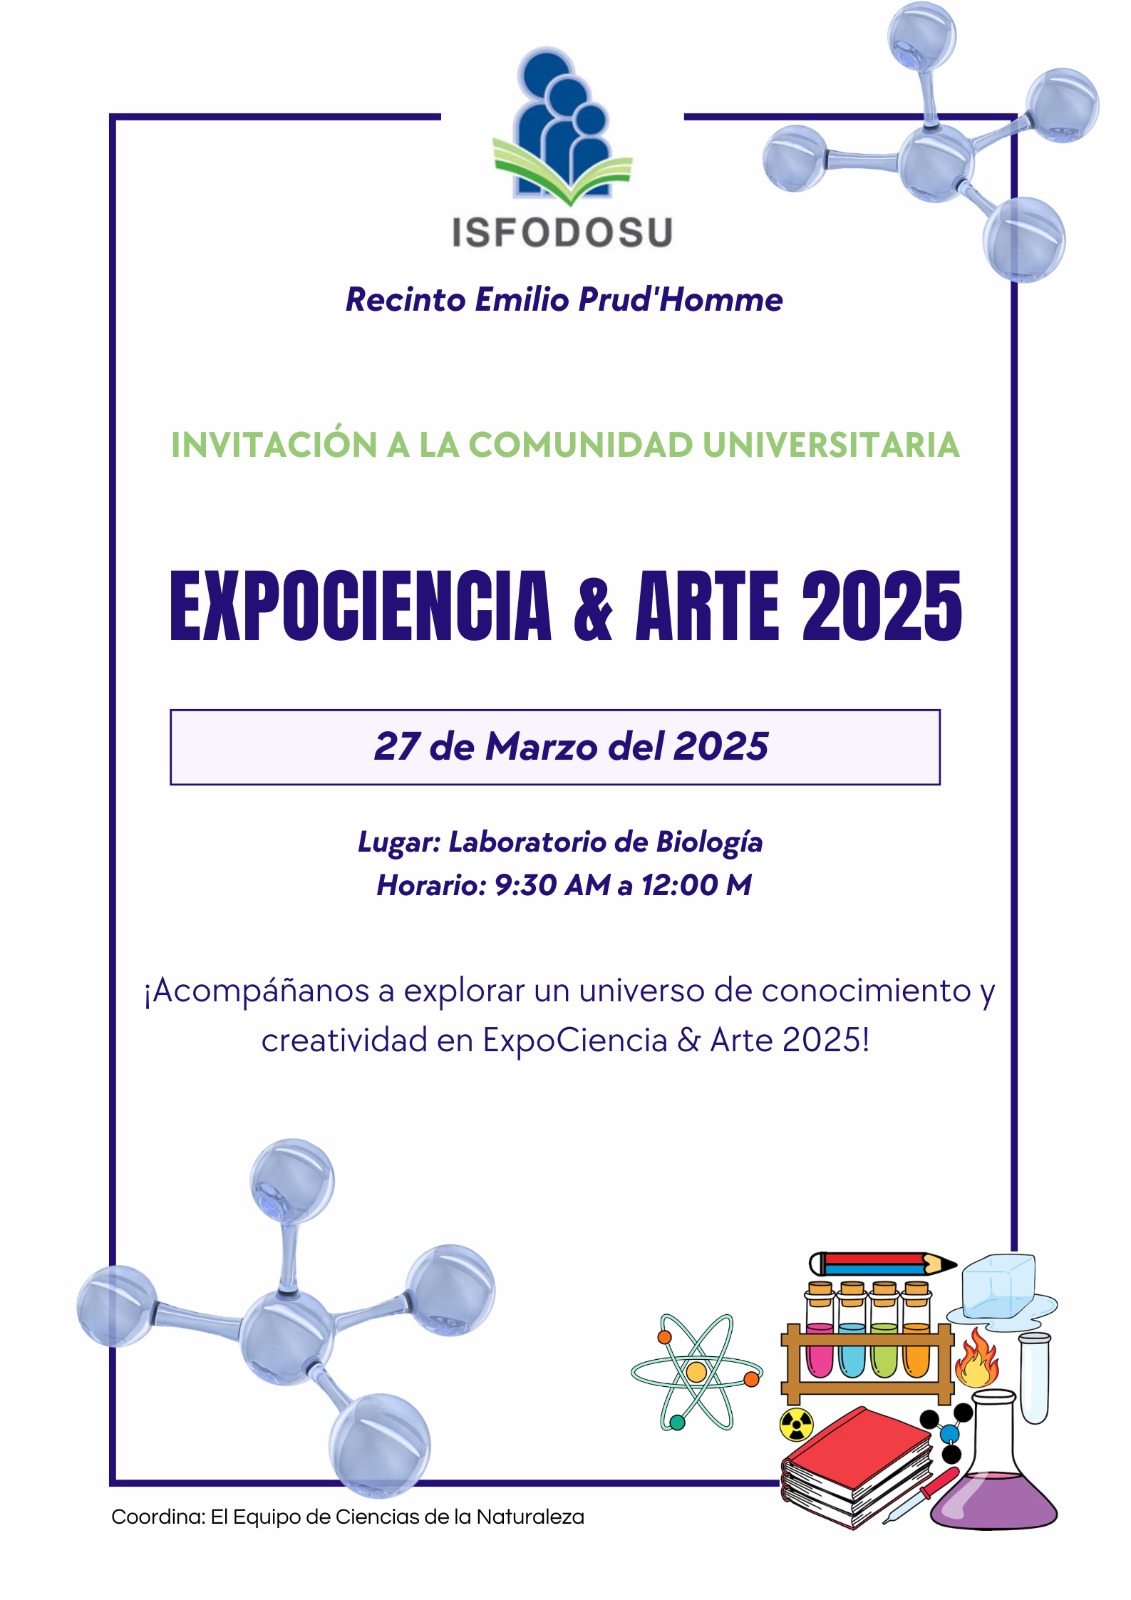 ISFODOSU
Recinto Emilio Prud'Homme
INVITACIÓN A LA COMUNIDAD UNIVERSITARIA
EXPOCIENCIA & ARTE 2025
27 de Marzo del 2025
Lugar: Laboratorio de Biología
Horario: 9:30 AM a 12:00 M
¡Acompáñanos a explorar un universo de conocimiento y
creatividad en ExpoCiencia & Arte 2025!
Coordina: El Equipo de Ciencias de la Naturaleza